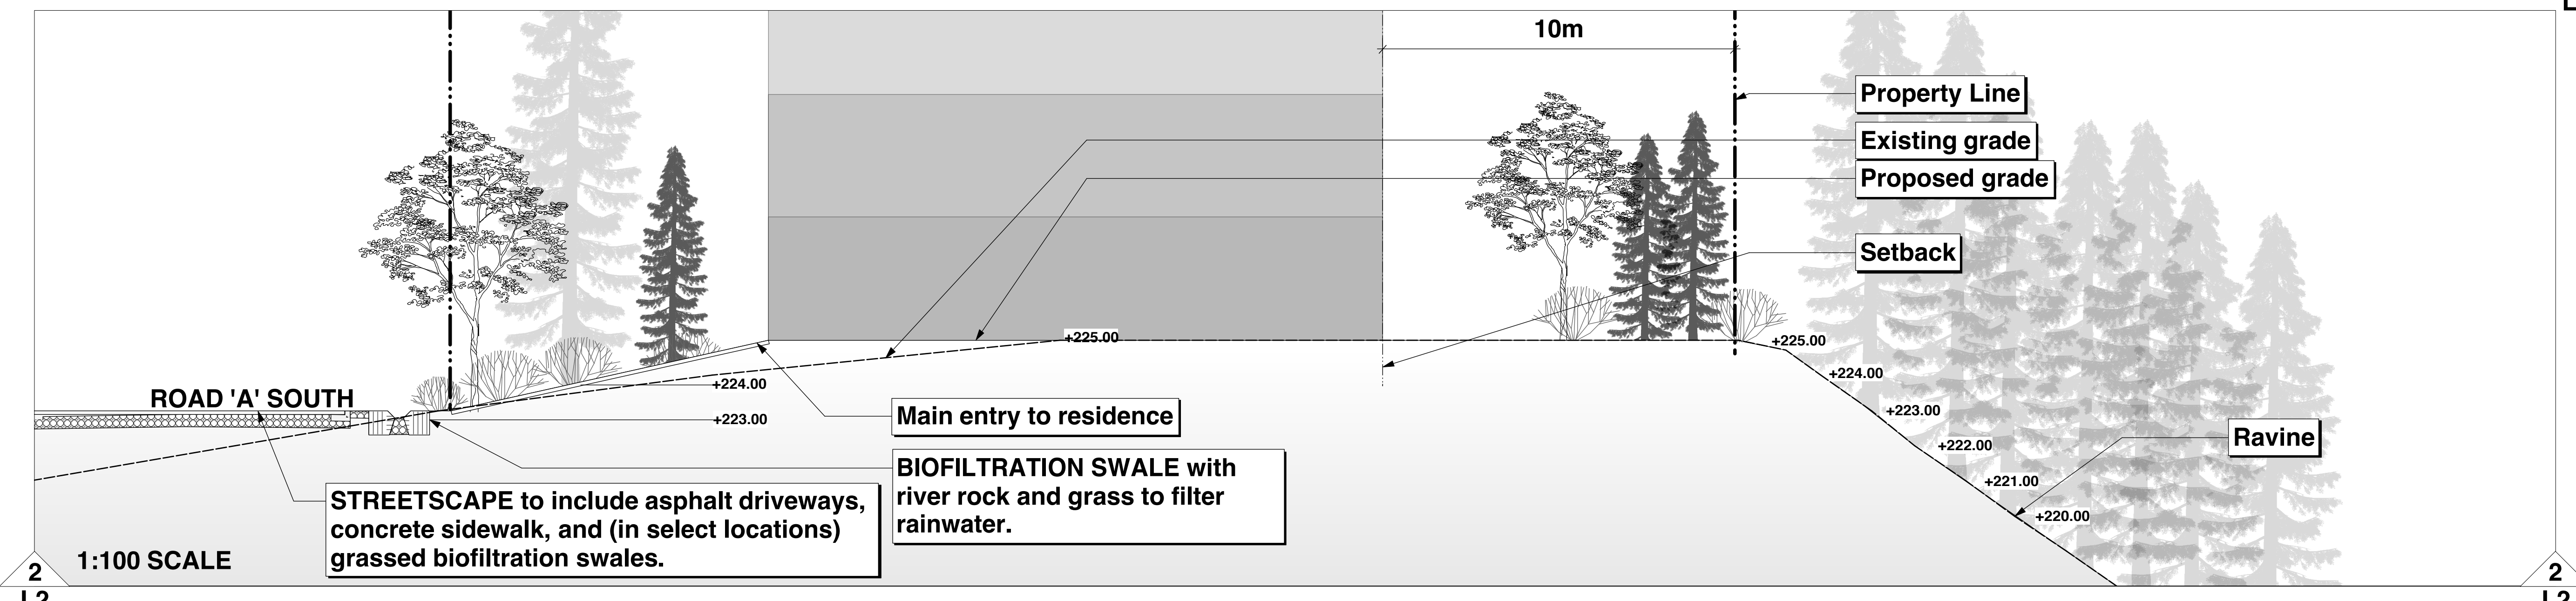 10m
Property Line
Existing grade
Proposed grade
Setback
+225.00
+225.00
+224.00
+224.00
ROAD 'A' SOUTH
+223.00
+223.00
Main entry to residence
Ravine
+222.00
BIOFILTRATION SWALE with
river rock and grass to filter
rainwater.
+221.00
STREETSCAPE to include asphalt driveways,
concrete sidewalk, and (in select locations)
grassed biofiltration swales.
+220.00
1:100 SCALE
2
2